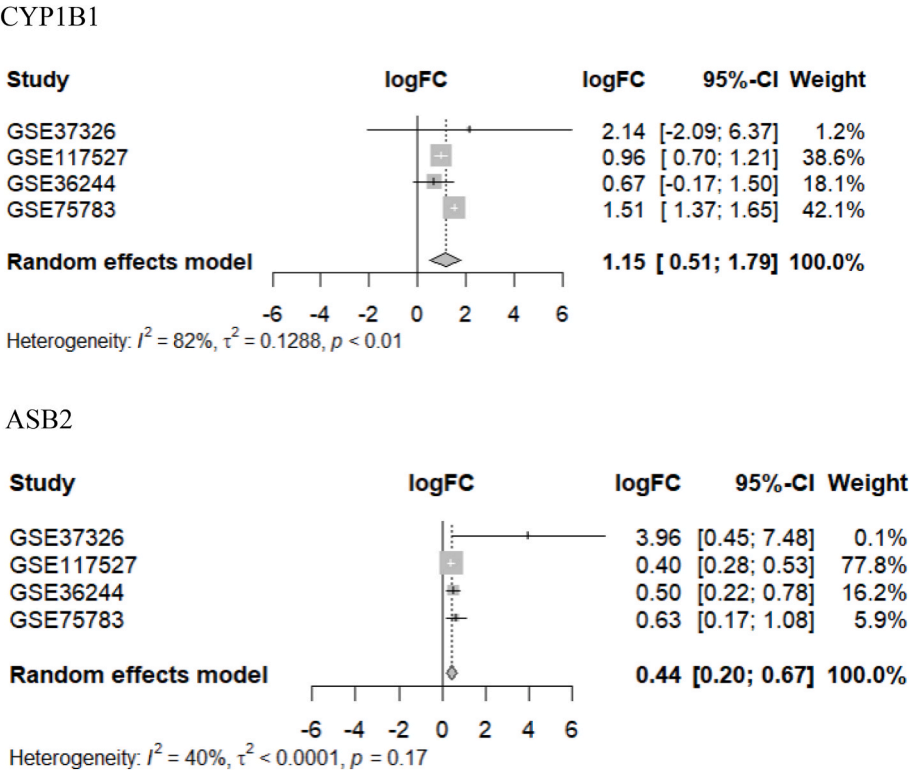 CYP1B1
Study logFC logFC 95%-CI Weight
GSE37326 2.14 [-2.09; 6.37] 1.2%
GSE117527 0.96 [ 0.70; 1.21] 38.6%
GSE36244 0.67 [-0.17; 1.50] 18.1%
GSE75783 1.51 [ 1.37; 1.65] 42.1%
Random effects model 1.15 [ 0.51; 1.79] 100.0%
-6 -4 -2 0 2 4 6
Heterogeneity: I² = 82%, τ² = 0.1288, p < 0.01
ASB2
Study logFC logFC 95%-CI Weight
GSE37326 3.96 [0.45; 7.48] 0.1%
GSE117527 0.40 [0.28; 0.53] 77.8%
GSE36244 0.50 [0.22; 0.78] 16.2%
GSE75783 0.63 [0.17; 1.08] 5.9%
Random effects model 0.44 [0.20; 0.67] 100.0%
-6 -4 -2 0 2 4 6
Heterogeneity: I² = 40%, τ² < 0.0001, p = 0.17